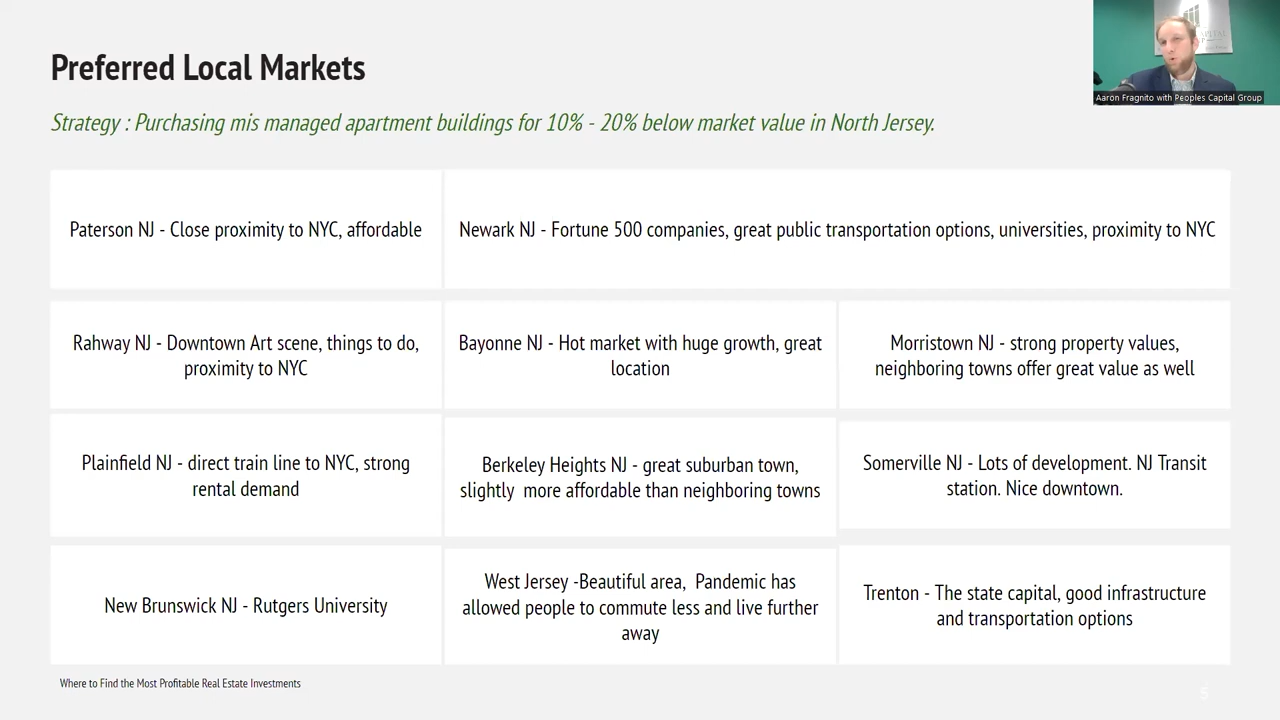 Preferred Local Markets
Strategy : Purchasing mis managed apartment buildings for 10% - 20% below market value in North Jersey.
Aaron Fragnito with Peoples Capital Group
Paterson NJ - Close proximity to NYC, affordable
Newark NJ - Fortune 500 companies, great public transportation options, universities, proximity to NYC
Rahway NJ - Downtown Art scene, things to do,
proximity to NYC
Bayonne NJ - Hot market with huge growth, great
location
Morristown NJ - strong property values,
neighboring towns offer great value as well
Plainfield NJ - direct train line to NYC, strong
rental demand
Berkeley Heights NJ - great suburban town,
slightly  more affordable than neighboring towns
Somerville NJ - Lots of development. NJ Transit
station. Nice downtown.
New Brunswick NJ - Rutgers University
West Jersey -Beautiful area,  Pandemic has
allowed people to commute less and live further
away
Trenton - The state capital, good infrastructure
and transportation options
Where to Find the Most Profitable Real Estate Investments
5